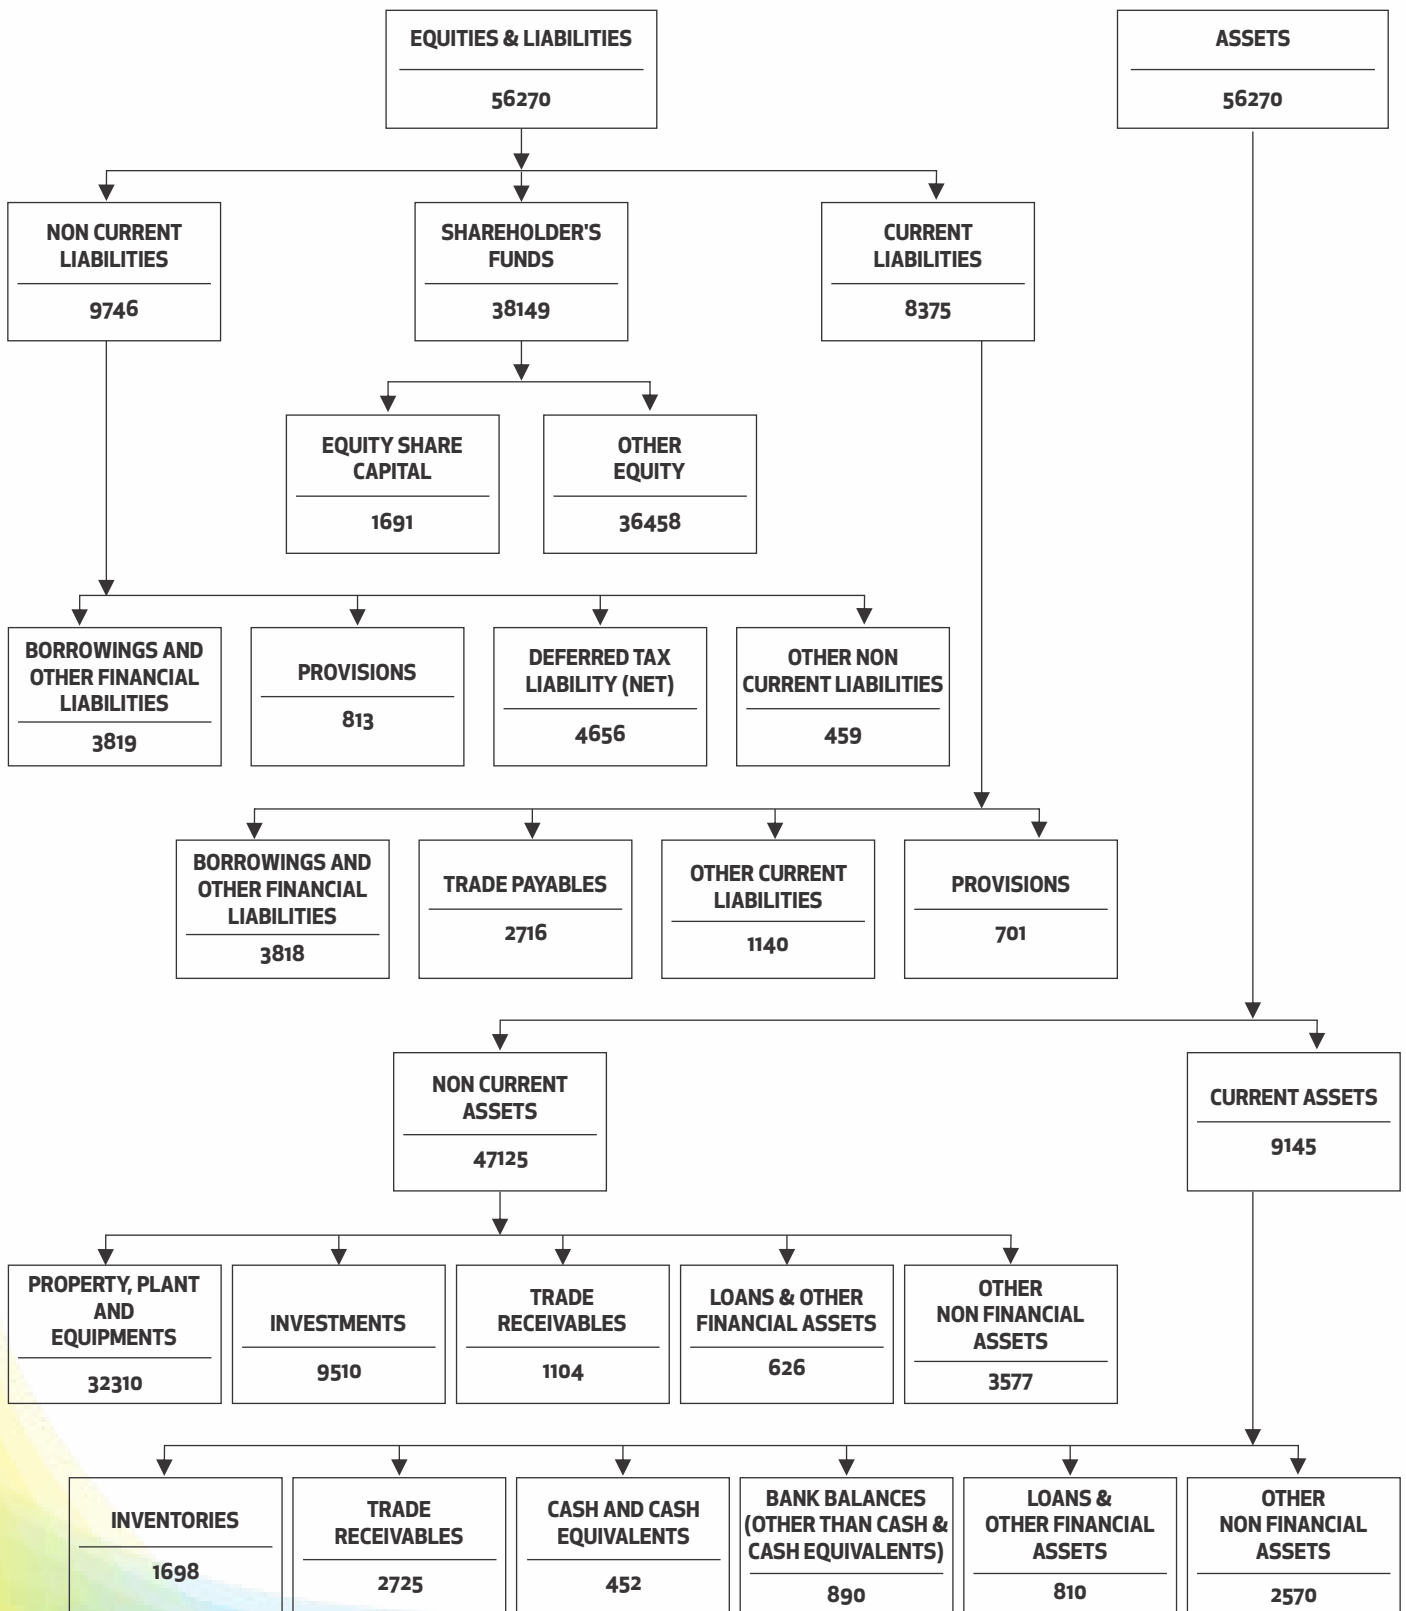 EQUITIES & LIABILITIES
56270
ASSETS
56270
NON CURRENT
LIABILITIES
9746
SHAREHOLDER'S
FUNDS
38149
CURRENT
LIABILITIES
8375
EQUITY SHARE
CAPITAL
1691
OTHER
EQUITY
36458
BORROWINGS AND
OTHER FINANCIAL
LIABILITIES
3819
PROVISIONS
813
DEFERRED TAX
LIABILITY (NET)
4656
OTHER NON
CURRENT LIABILITIES
459
BORROWINGS AND
OTHER FINANCIAL
LIABILITIES
3818
TRADE PAYABLES
2716
OTHER CURRENT
LIABILITIES
1140
PROVISIONS
701
NON CURRENT
ASSETS
47125
CURRENT ASSETS
9145
PROPERTY, PLANT
AND
EQUIPMENTS
32310
INVESTMENTS
9510
TRADE
RECEIVABLES
1104
LOANS & OTHER
FINANCIAL ASSETS
626
OTHER
NON FINANCIAL
ASSETS
3577
INVENTORIES
1698
TRADE
RECEIVABLES
2725
CASH AND CASH
EQUIVALENTS
452
BANK BALANCES
(OTHER THAN CASH &
CASH EQUIVALENTS)
890
LOANS &
OTHER FINANCIAL
ASSETS
810
OTHER
NON FINANCIAL
ASSETS
2570